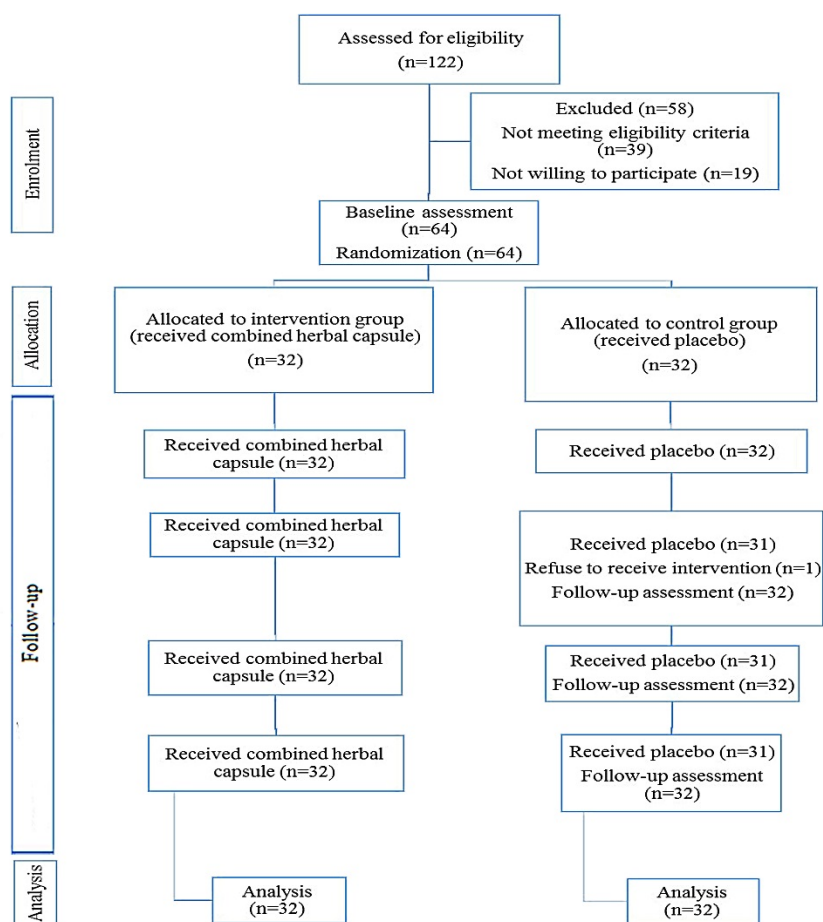 Assessed for eligibility
(n=122)
Enrolment
Excluded (n=58)
Not meeting eligibility criteria
(n=39)
Not willing to participate (n=19)
Baseline assessment
(n=64)
Randomization (n=64)
Allocation
Allocated to intervention group
(received combined herbal capsule)
(n=32)
Allocated to control group
(received placebo)
(n=32)
Follow-up
Received combined herbal
capsule (n=32)
Received placebo (n=32)
Received combined herbal
capsule (n=32)
Received placebo (n=31)
Refuse to receive intervention (n=1)
Follow-up assessment (n=32)
Received combined herbal
capsule (n=32)
Received placebo (n=31)
Follow-up assessment (n=32)
Received combined herbal
capsule (n=32)
Received placebo (n=31)
Follow-up assessment
(n=32)
Analysis
Analysis
(n=32)
Analysis
(n=32)